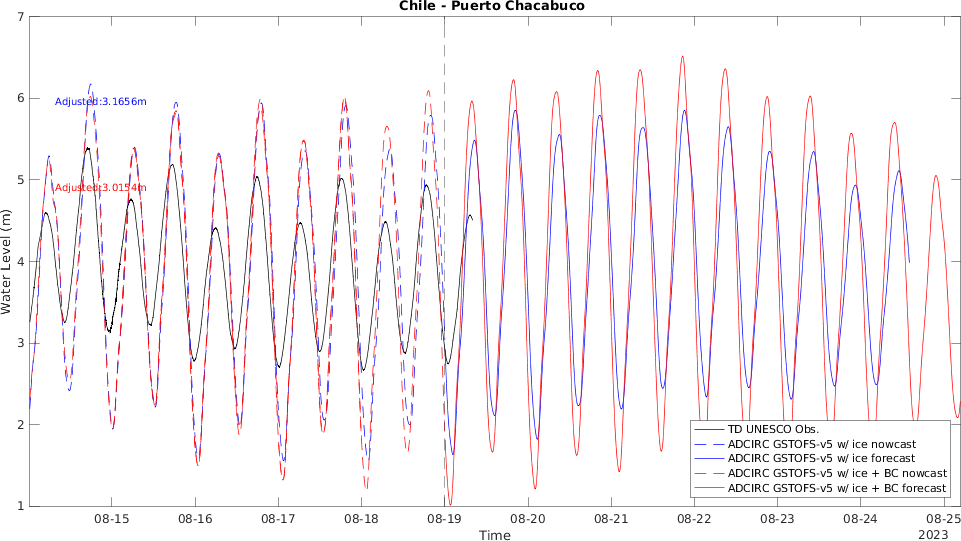 Chile - Puerto Chacabuco
7
6
5
4
3
2
1
Water Level (m)
Adjusted:3.1656m
Adjusted:3.0154m
TD UNESCO Obs.
ADCIRC GSTOFS-v5 w/ ice nowcast
ADCIRC GSTOFS-v5 w/ ice forecast
ADCIRC GSTOFS-v5 w/ ice + BC nowcast
ADCIRC GSTOFS-v5 w/ ice + BC forecast
08-15 08-16 08-17 08-18 08-19 08-20 08-21 08-22 08-23 08-24 08-25
Time
2023